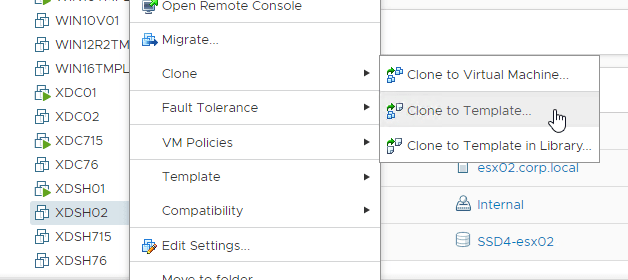 WIN10V01
WIN12R2TMPL
WIN16TMPL
XDC01
XDC02
XDC715
XDC76
XDSH01
XDSH02
XDSH715
XDSH76
Open Remote Console
Migrate...
Clone
Fault Tolerance
VM Policies
Template
Compatibility
Edit Settings...
Move to folder
Clone to Virtual Machine...
Clone to Template...
Clone to Template in Library...
esx02.corp.local
Internal
SSD4-esx02